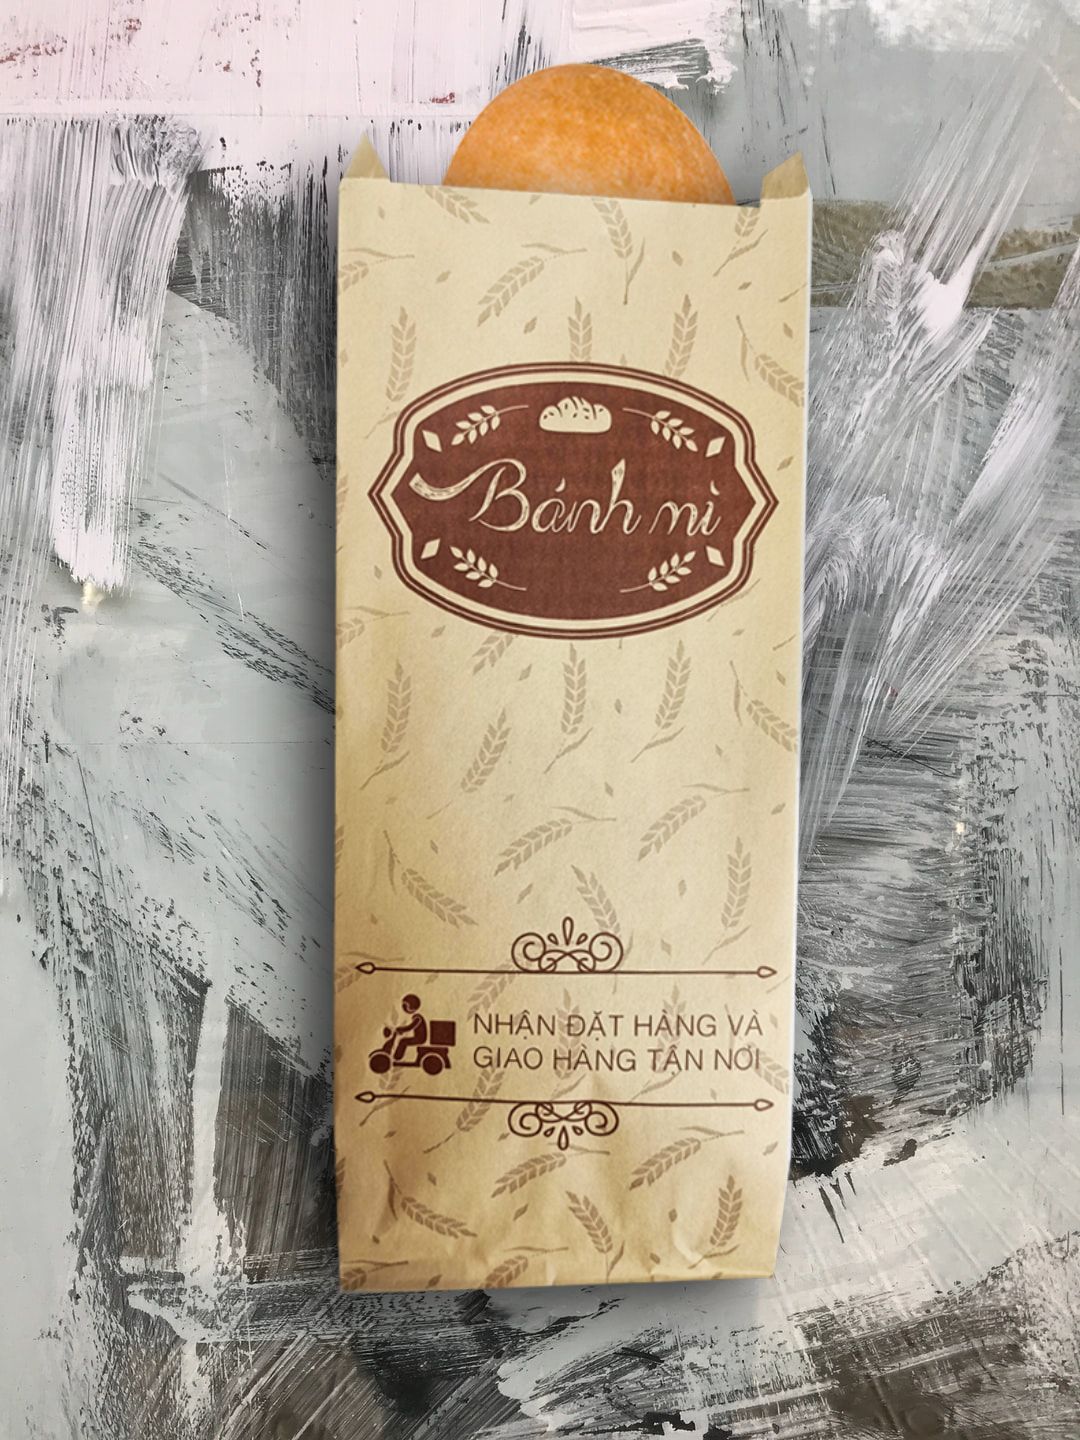 Bánh mì
NHẬN ĐẶT HÀNG VÀ
GIAO HÀNG TẬN NƠI